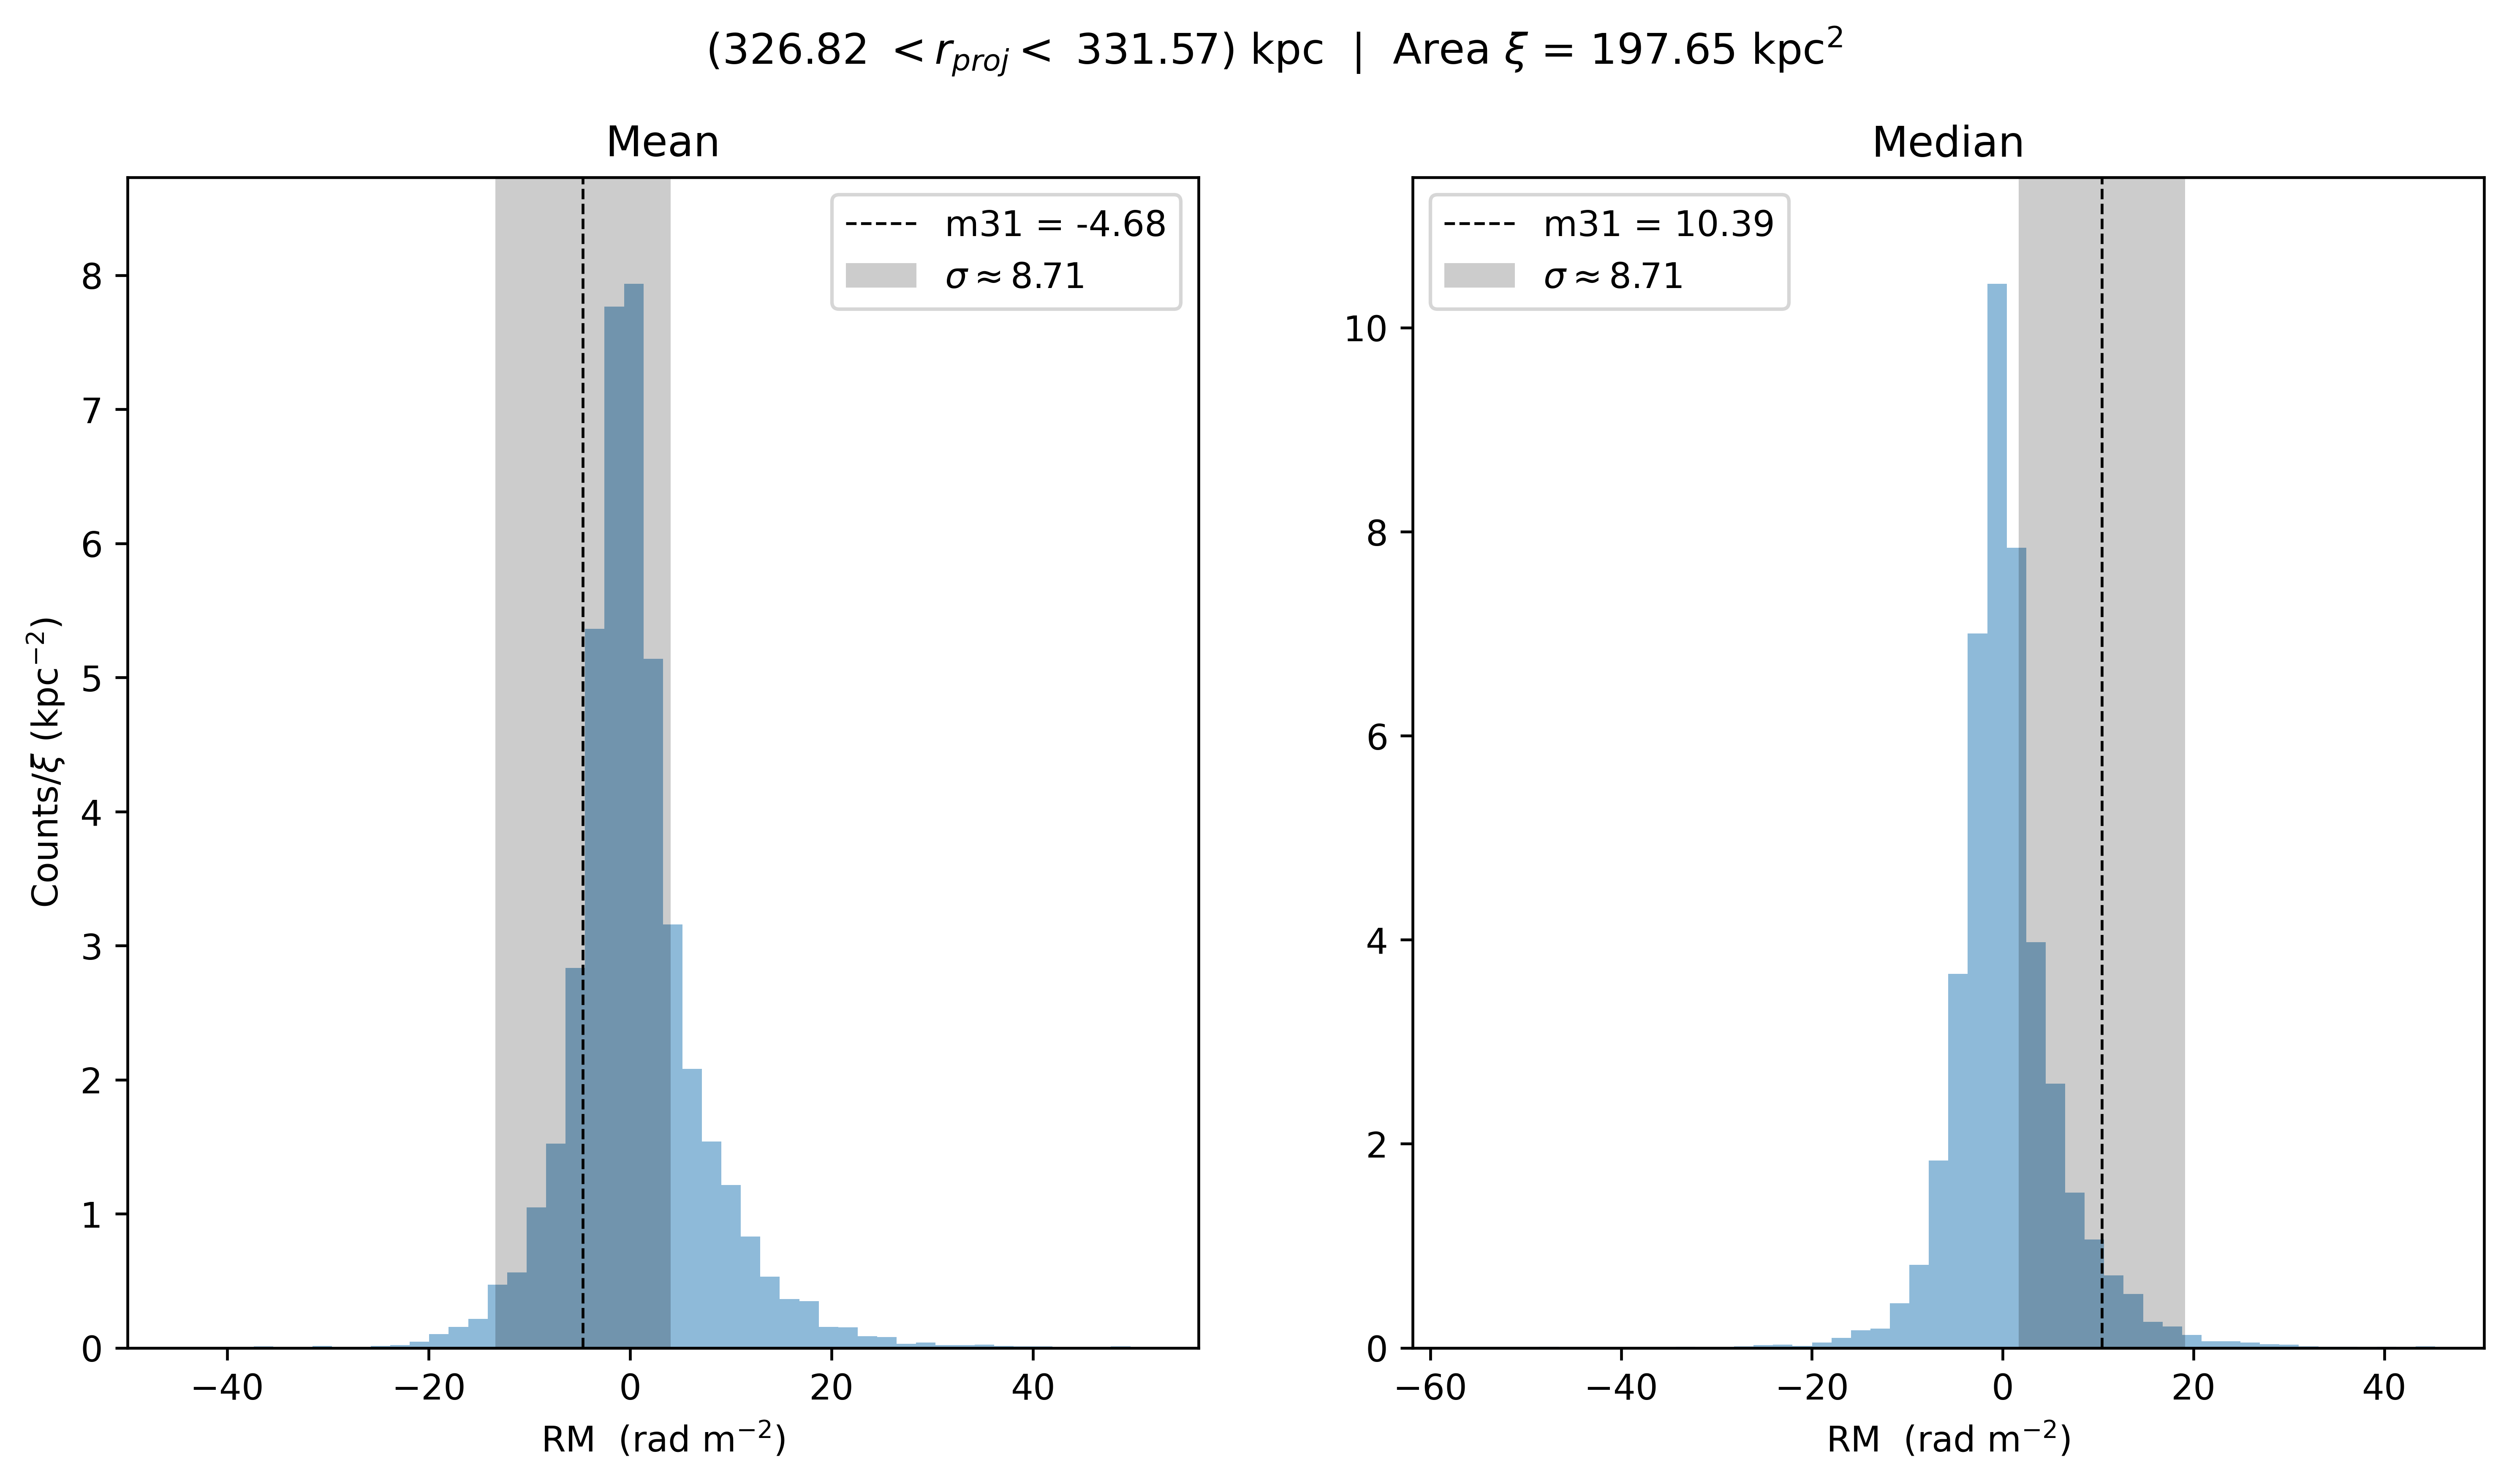 (326.82 < r_proj < 331.57) kpc | Area ξ = 197.65 kpc²
Mean
Median
m31 = -4.68
σ≈8.71
m31 = 10.39
σ≈8.71
Counts/ξ (kpc⁻²)
8
7
6
5
4
3
2
1
0
−40 −20 0 20 40
RM (rad m⁻²)
10
8
6
4
2
0
−60 −40 −20 0 20 40
RM (rad m⁻²)